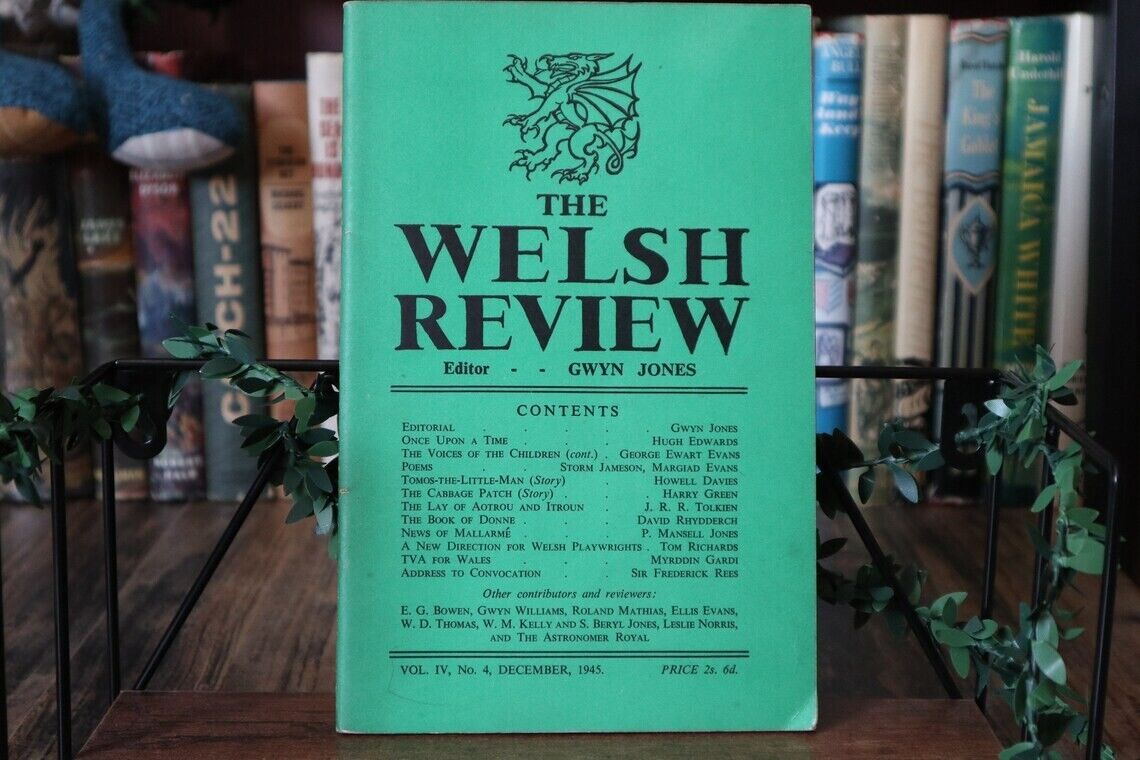 THE
WELSH
REVIEW
Editor - - GWYN JONES
CONTENTS
EDITORIAL . . . . . GWYN JONES
ONCE UPON A TIME . . . HUGH EDWARDS
THE VOICES OF THE CHILDREN (cont.) . GEORGE EWART EVANS
POEMS . . STORM JAMESON, MARGIAD EVANS
TOMOS-THE-LITTLE-MAN (Story) . HOWELL DAVIES
THE CABBAGE PATCH (Story) . . . HARRY GREEN
THE LAY OF AOTROU AND ITROUN . J. R. R. TOLKIEN
THE BOOK OF DONNE . . . DAVID RHYDDERCH
NEWS OF MALLARMÉ . . P. MANSELL JONES
A NEW DIRECTION FOR WELSH PLAYWRIGHTS . TOM RICHARDS
TVA FOR WALES . . . MYRDDIN GARDI
ADDRESS TO CONVOCATION . . SIR FREDERICK REES
Other contributors and reviewers:
E. G. BOWEN, GWYN WILLIAMS, ROLAND MATHIAS, ELLIS EVANS,
W. D. THOMAS, W. M. KELLY AND S. BERYL JONES, LESLIE NORRIS,
AND THE ASTRONOMER ROYAL
VOL. IV, No. 4, DECEMBER, 1945. PRICE 2s. 6d.
CATCH-22
The
King's
Harold
Underhill
JAMAICA WHITE